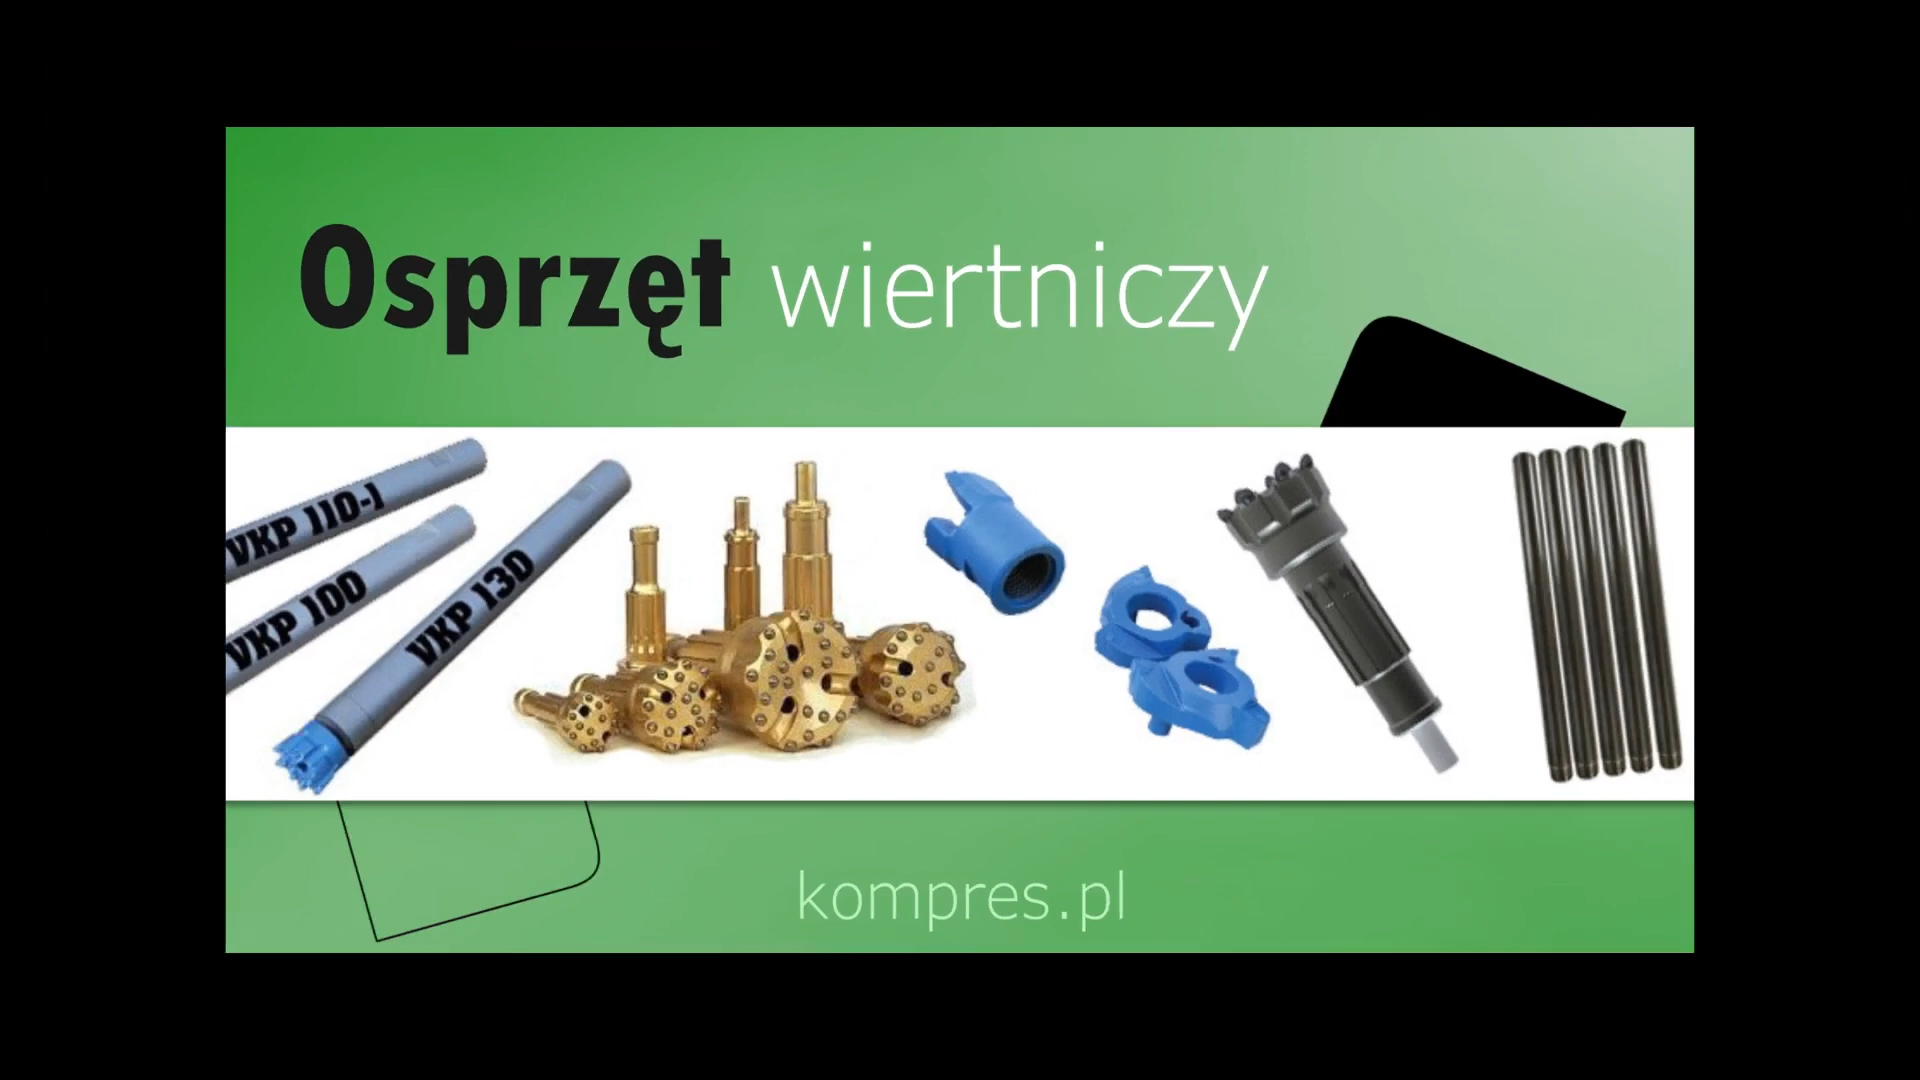 Osprzęt wiertniczy
VKP 110-1
VKP 100
VKP 130
kompres.pl